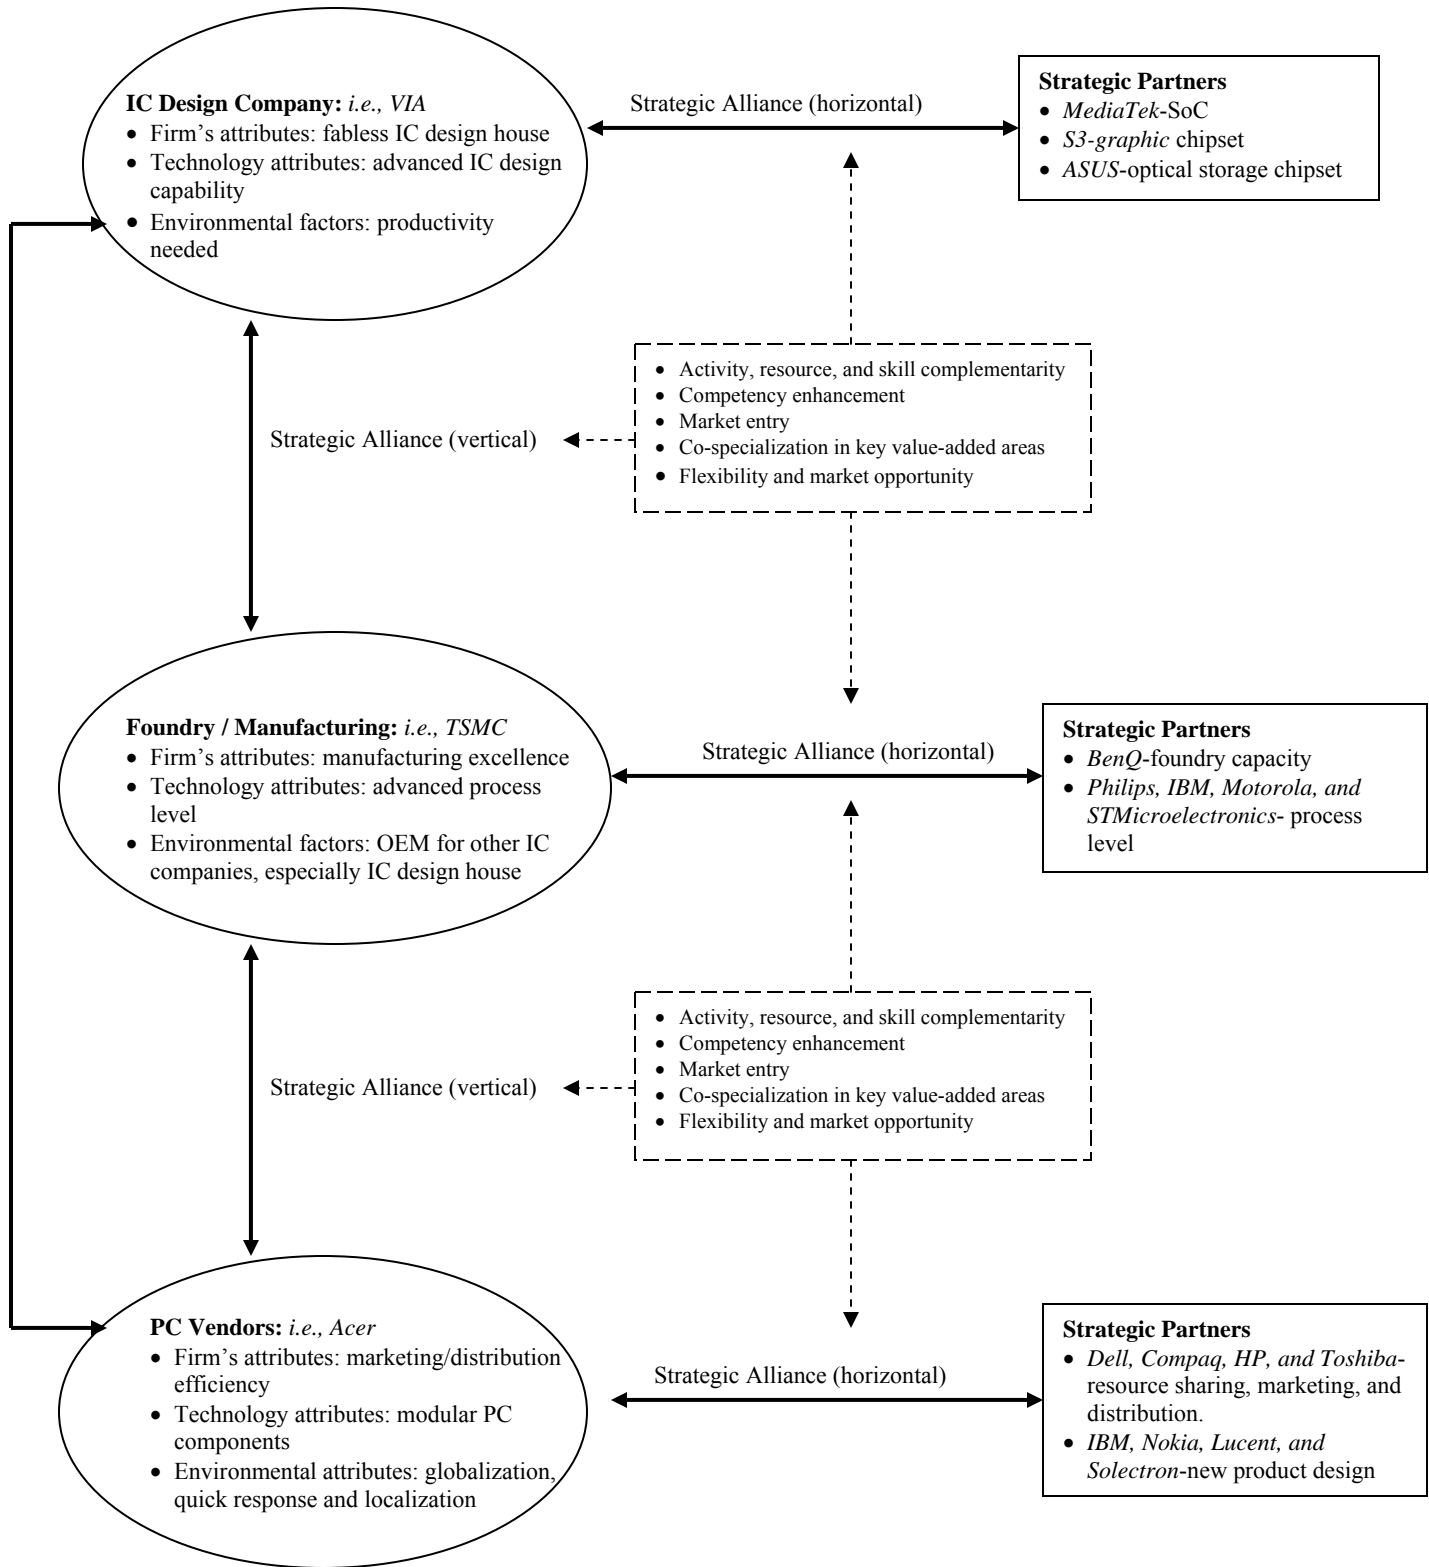 IC Design Company: i.e., VIA
• Firm's attributes: fabless IC design house
• Technology attributes: advanced IC design
capability
• Environmental factors: productivity
needed
Strategic Alliance (horizontal)
Strategic Partners
• MediaTek-SoC
• S3-graphic chipset
• ASUS-optical storage chipset
Strategic Alliance (vertical)
• Activity, resource, and skill complementarity
• Competency enhancement
• Market entry
• Co-specialization in key value-added areas
• Flexibility and market opportunity
Foundry / Manufacturing: i.e., TSMC
• Firm's attributes: manufacturing excellence
• Technology attributes: advanced process
level
• Environmental factors: OEM for other IC
companies, especially IC design house
Strategic Alliance (horizontal)
Strategic Partners
• BenQ-foundry capacity
• Philips, IBM, Motorola, and
STMicroelectronics- process
level
Strategic Alliance (vertical)
• Activity, resource, and skill complementarity
• Competency enhancement
• Market entry
• Co-specialization in key value-added areas
• Flexibility and market opportunity
PC Vendors: i.e., Acer
• Firm's attributes: marketing/distribution
efficiency
• Technology attributes: modular PC
components
• Environmental attributes: globalization,
quick response and localization
Strategic Alliance (horizontal)
Strategic Partners
• Dell, Compaq, HP, and Toshiba-
resource sharing, marketing, and
distribution.
• IBM, Nokia, Lucent, and
Solectron-new product design